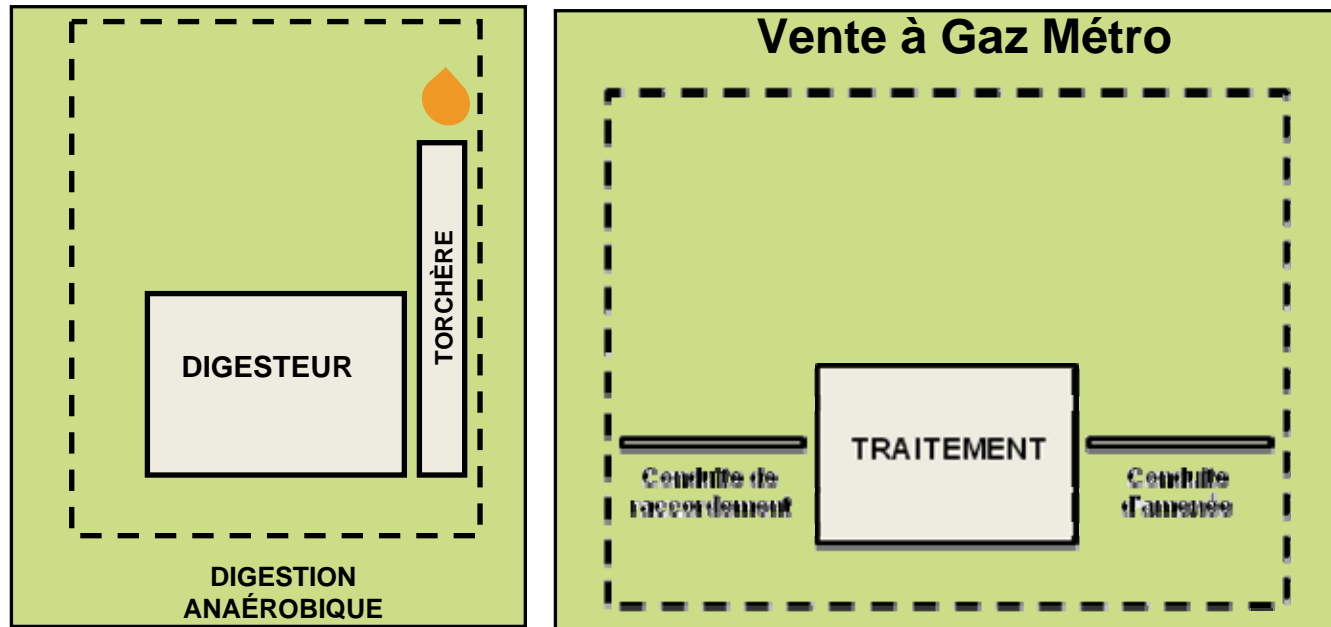 TORCHÈRE
DIGESTEUR
DIGESTION
ANAÉROBIQUE
Vente à Gaz Métro
Conduite de
raccordement
TRAITEMENT
Conduite
d'amenée